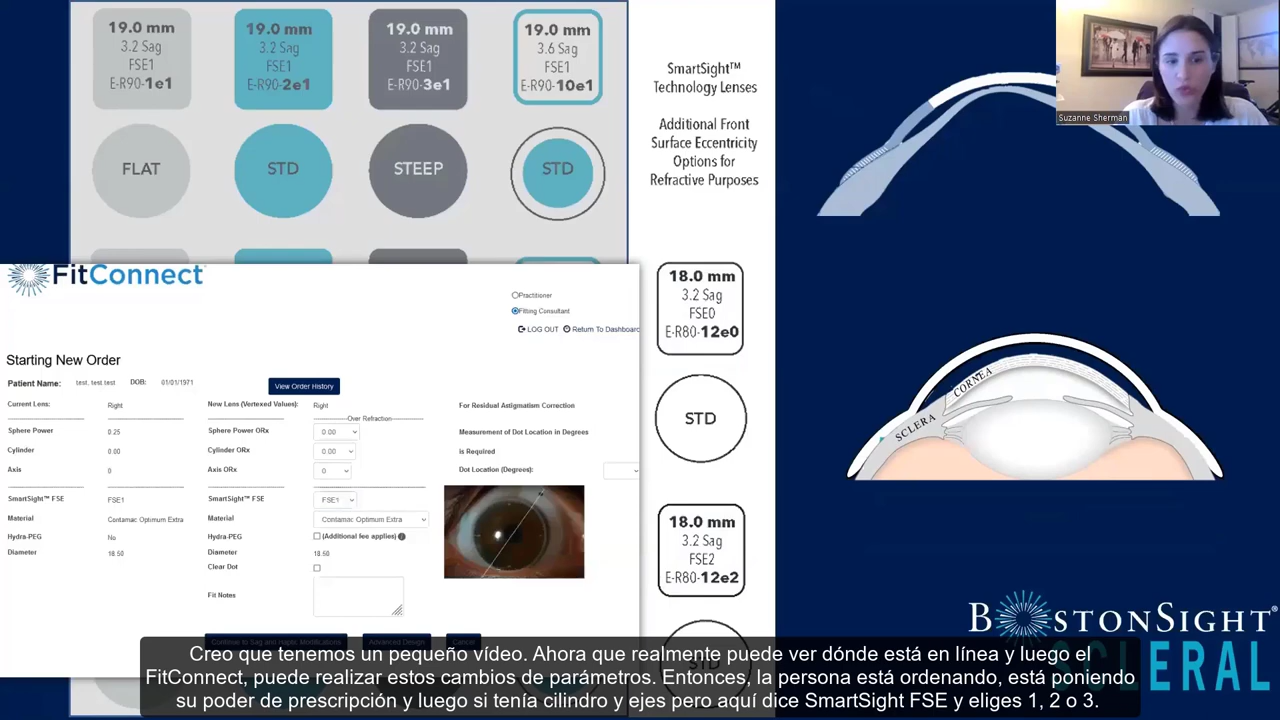 19.0 mm
3.2 Sag
FSE1
E-R90-1e1
19.0 mm
3.2 Sag
FSE1
E-R90-2e1
19.0 mm
3.2 Sag
FSE1
E-R90-3e1
19.0 mm
3.6 Sag
FSE1
E-R90-10e1
FLAT
STD
STEEP
STD
SmartSight™
Technology Lenses
Additional Front
Surface Eccentricity
Options for
Refractive Purposes
18.0 mm
3.2 Sag
FSE0
E-R80-12e0
STD
18.0 mm
3.2 Sag
FSE2
E-R80-12e2
STD
Suzanne Sherman
CORNEA
SCLERA
BOSTONSIGHT®
SCLERAL
FitConnect
Practitioner
Fitting Consultant
LOG OUT Return To Dashboard
Starting New Order
Patient Name: test, test test DOB: 01/01/1971
View Order History
Current Lens: Right New Lens (Vertexed Values): Right For Residual Astigmatism Correction
Over Refraction
Sphere Power 0.25 Sphere Power ORx 0.00 Measurement of Dot Location in Degrees
Cylinder 0.00 Cylinder ORx 0.00 is Required
Axis 0 Axis ORx 0 Dot Location (Degrees):
SmartSight™ FSE FSE1 SmartSight™ FSE FSE1
Material Contamac Optimum Extra Material Contamac Optimum Extra
Hydra-PEG No Hydra-PEG (Additional fee applies)
Diameter 18.50 Diameter 18.50
Clear Dot
Fit Notes
Continue to Sag and Haptic Modifications Advanced Design Cancel
Creo que tenemos un pequeño vídeo. Ahora que realmente puede ver dónde está en línea y luego el
FitConnect, puede realizar estos cambios de parámetros. Entonces, la persona está ordenando, está poniendo
su poder de prescripción y luego si tenía cilindro y ejes pero aquí dice SmartSight FSE y eliges 1, 2 o 3.